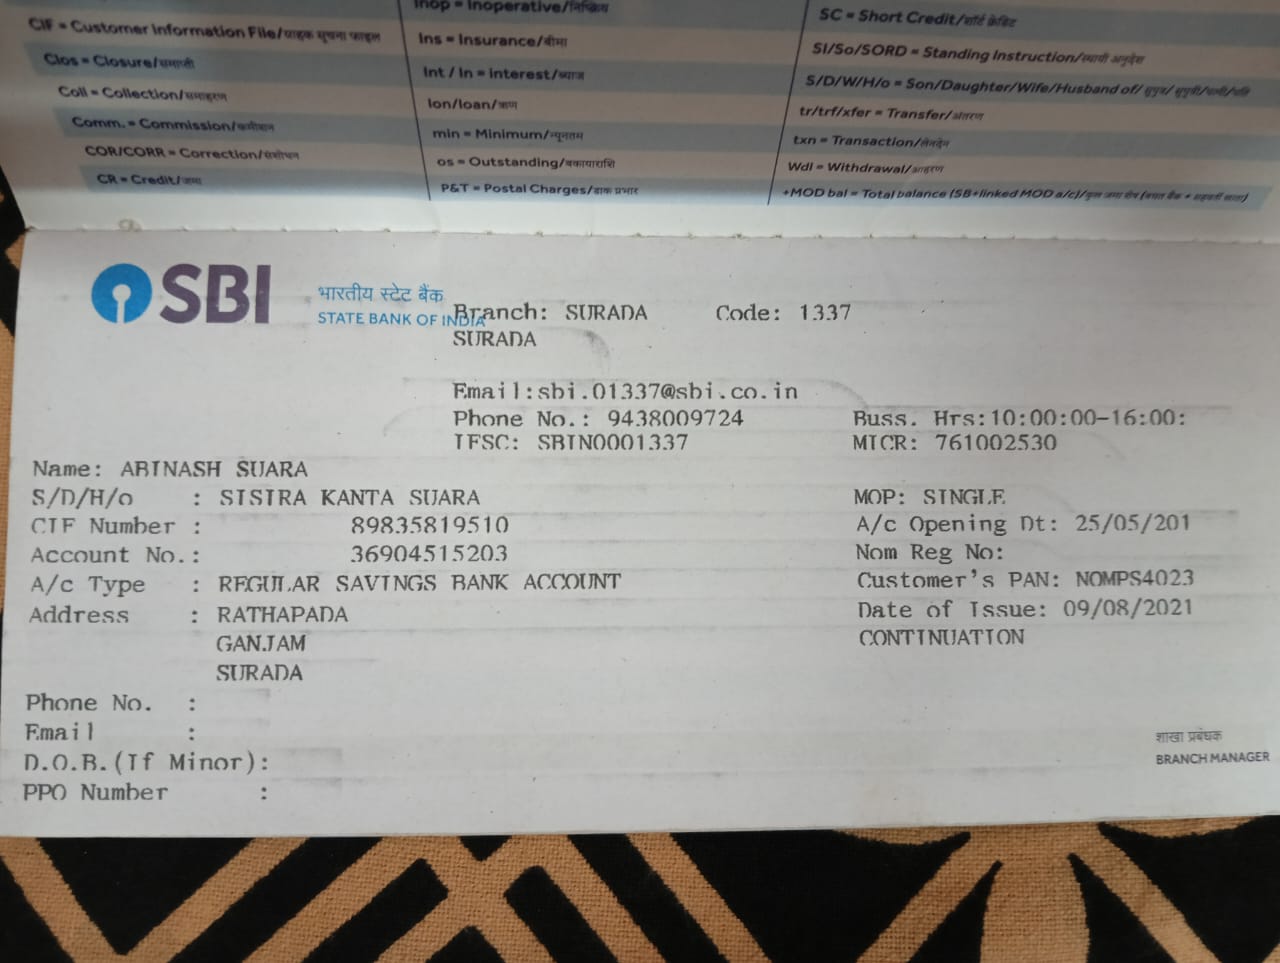 CIF = Customer Information File/ग्राहक सूचना फाइल
Clos = Closure/समाप्ती
Coll = Collection/समाहरण
Comm. = Commission/कमीशन
COR/CORR = Correction/संशोधन
CR = Credit/जमा
Inop = Inoperative/निष्क्रिय
Ins = Insurance/बीमा
Int / In = interest/ब्याज
lon/loan/ऋण
min = Minimum/न्यूनतम
os = Outstanding/बकायाराशि
P&T = Postal Charges/डाक प्रभार
SC = Short Credit/शॉर्ट क्रेडिट
SI/So/SORD = Standing Instruction/स्थायी अनुदेश
S/D/W/H/o = Son/Daughter/Wife/Husband of/सुपुत्र/सुपुत्री/पत्नी/पति
tr/trf/xfer = Transfer/अंतरण
txn = Transaction/लेनदेन
Wdl = Withdrawal/आहरण
+MOD bal = Total balance (SB+linked MOD a/c)/कुल जमा शेष
SBI
भारतीय स्टेट बैंक
STATE BANK OF INDIA
Branch: SURADA Code: 1337
SURADA
Email:sbi.01337@sbi.co.in
Phone No.: 9438009724 Buss. Hrs:10:00:00-16:00:
IFSC: SBIN0001337 MICR: 761002530
Name: ABINASH SUARA
S/D/H/o : SISIRA KANTA SUARA MOP: SINGLE
CIF Number : 89835819510 A/c Opening Dt: 25/05/201
Account No.: 36904515203 Nom Reg No:
A/c Type : REGULAR SAVINGS BANK ACCOUNT Customer's PAN: NOMPS4023
Address : RATHAPADA Date of Issue: 09/08/2021
GANJAM CONTINUATION
SURADA
Phone No. :
Email :
D.O.B.(If Minor):
PPO Number :
शाखा प्रबंधक
BRANCH MANAGER